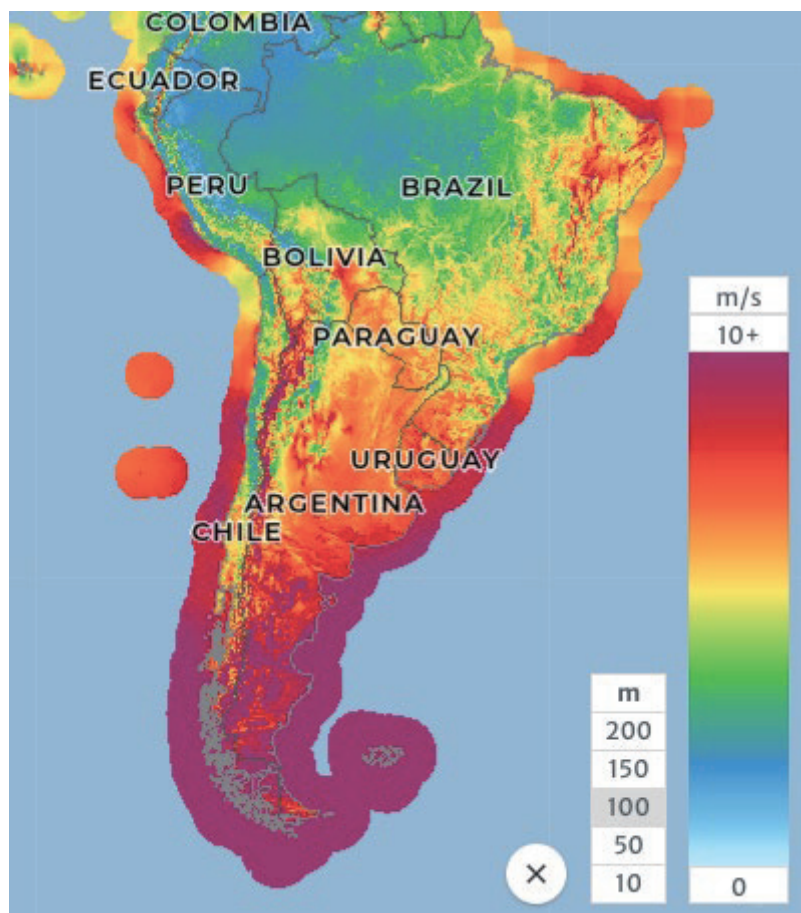 COLOMBIA
ECUADOR
PERU
BRAZIL
BOLIVIA
PARAGUAY
URUGUAY
ARGENTINA
CHILE
m/s
10+
0
m
200
150
100
50
10
×